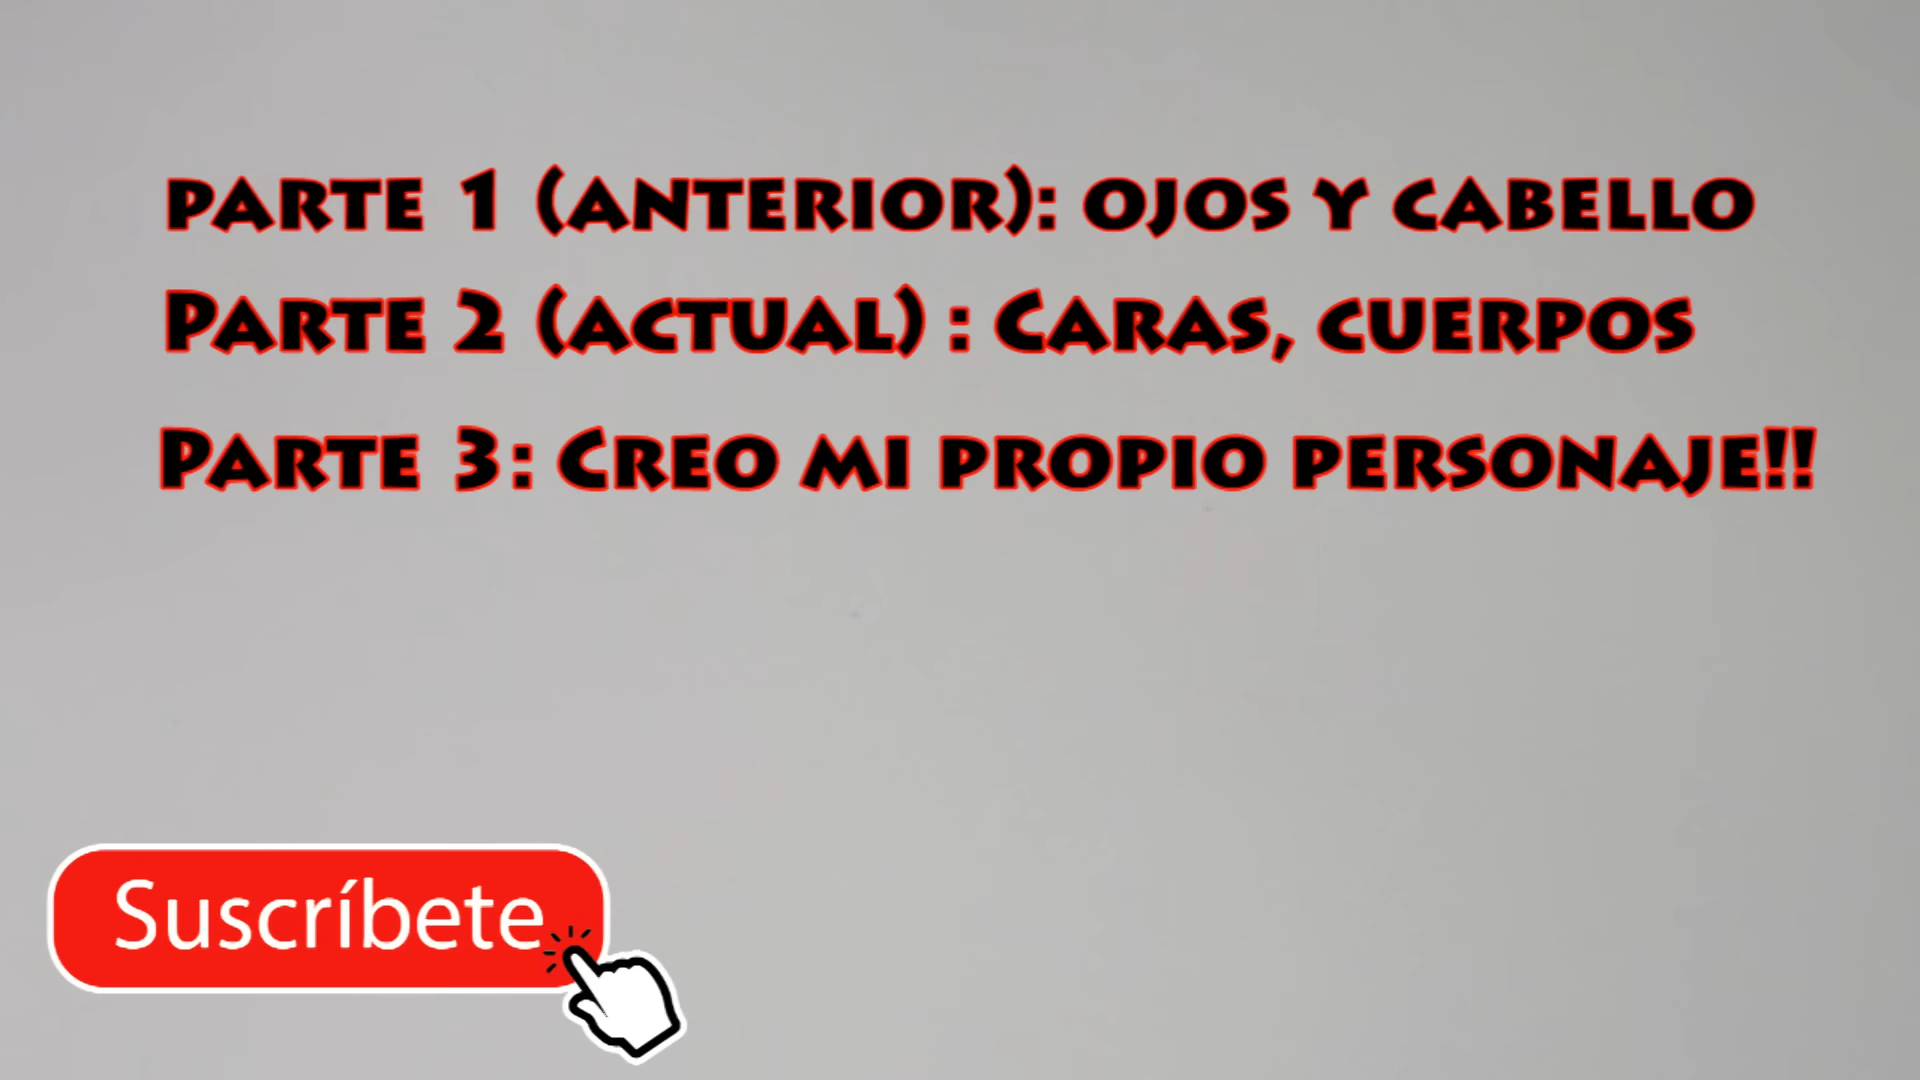 parte 1 (anterior): ojos y cabello
Parte 2 (actual) : Caras, cuerpos
Parte 3: Creo mi propio personaje!!
Suscríbete